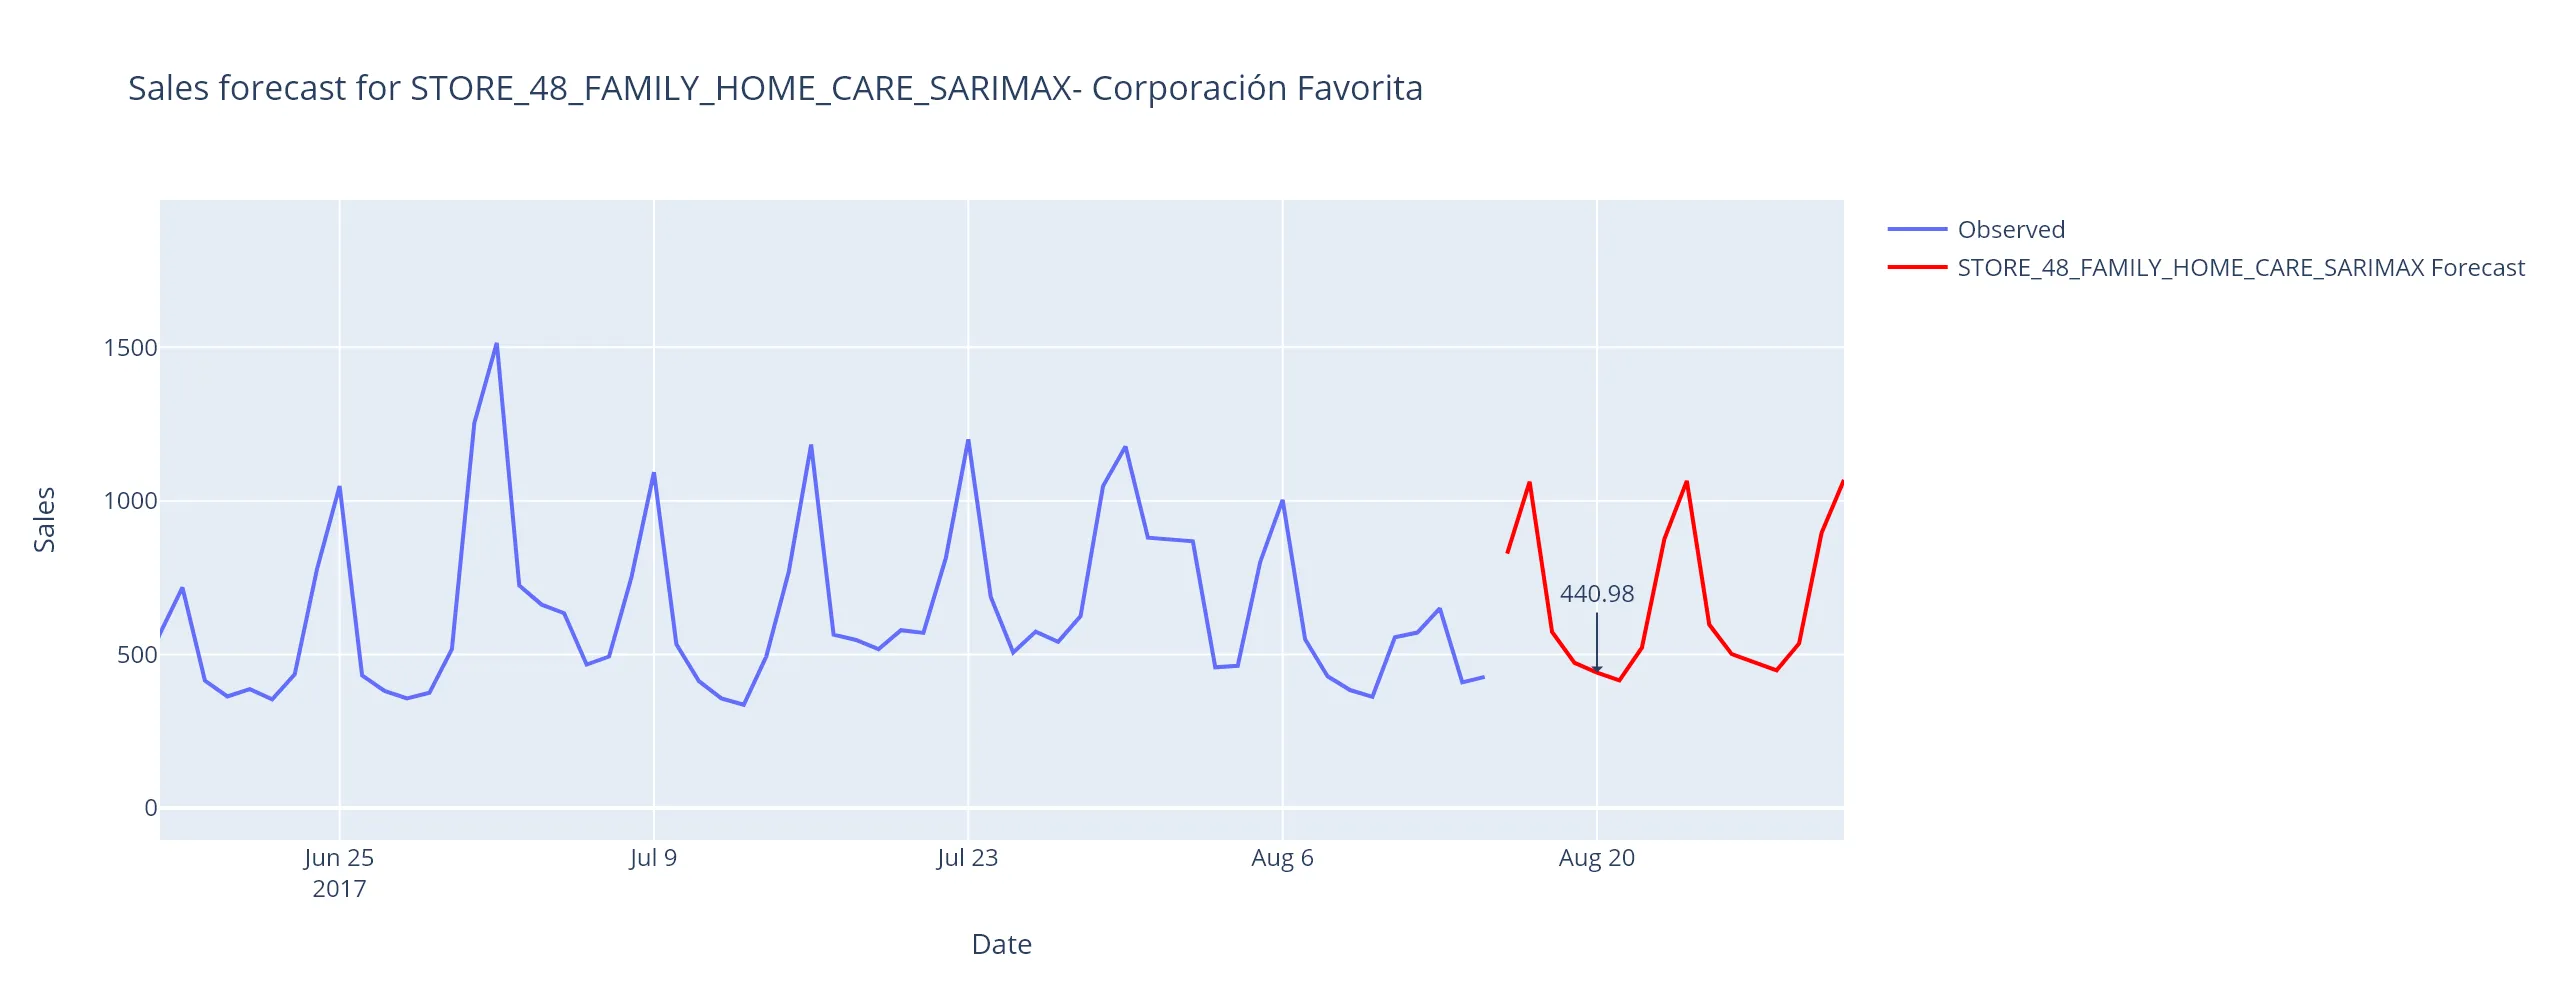 Sales forecast for STORE_48_FAMILY_HOME_CARE_SARIMAX- Corporación Favorita
Observed
STORE_48_FAMILY_HOME_CARE_SARIMAX Forecast
1500
1000
500
0
Sales
440.98
Jun 25
2017
Jul 9
Jul 23
Aug 6
Aug 20
Date